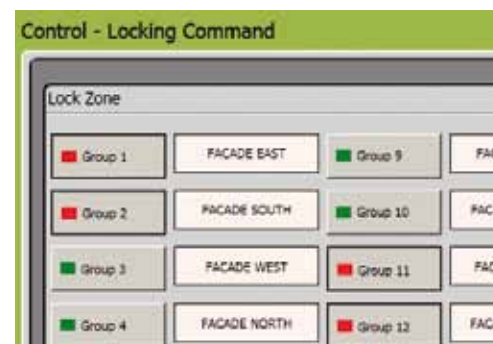 Control - Locking Command
Lock Zone
Group 1 FACADE EAST Group 9
Group 2 FACADE SOUTH Group 10
Group 3 FACADE WEST Group 11
Group 4 FACADE NORTH Group 12